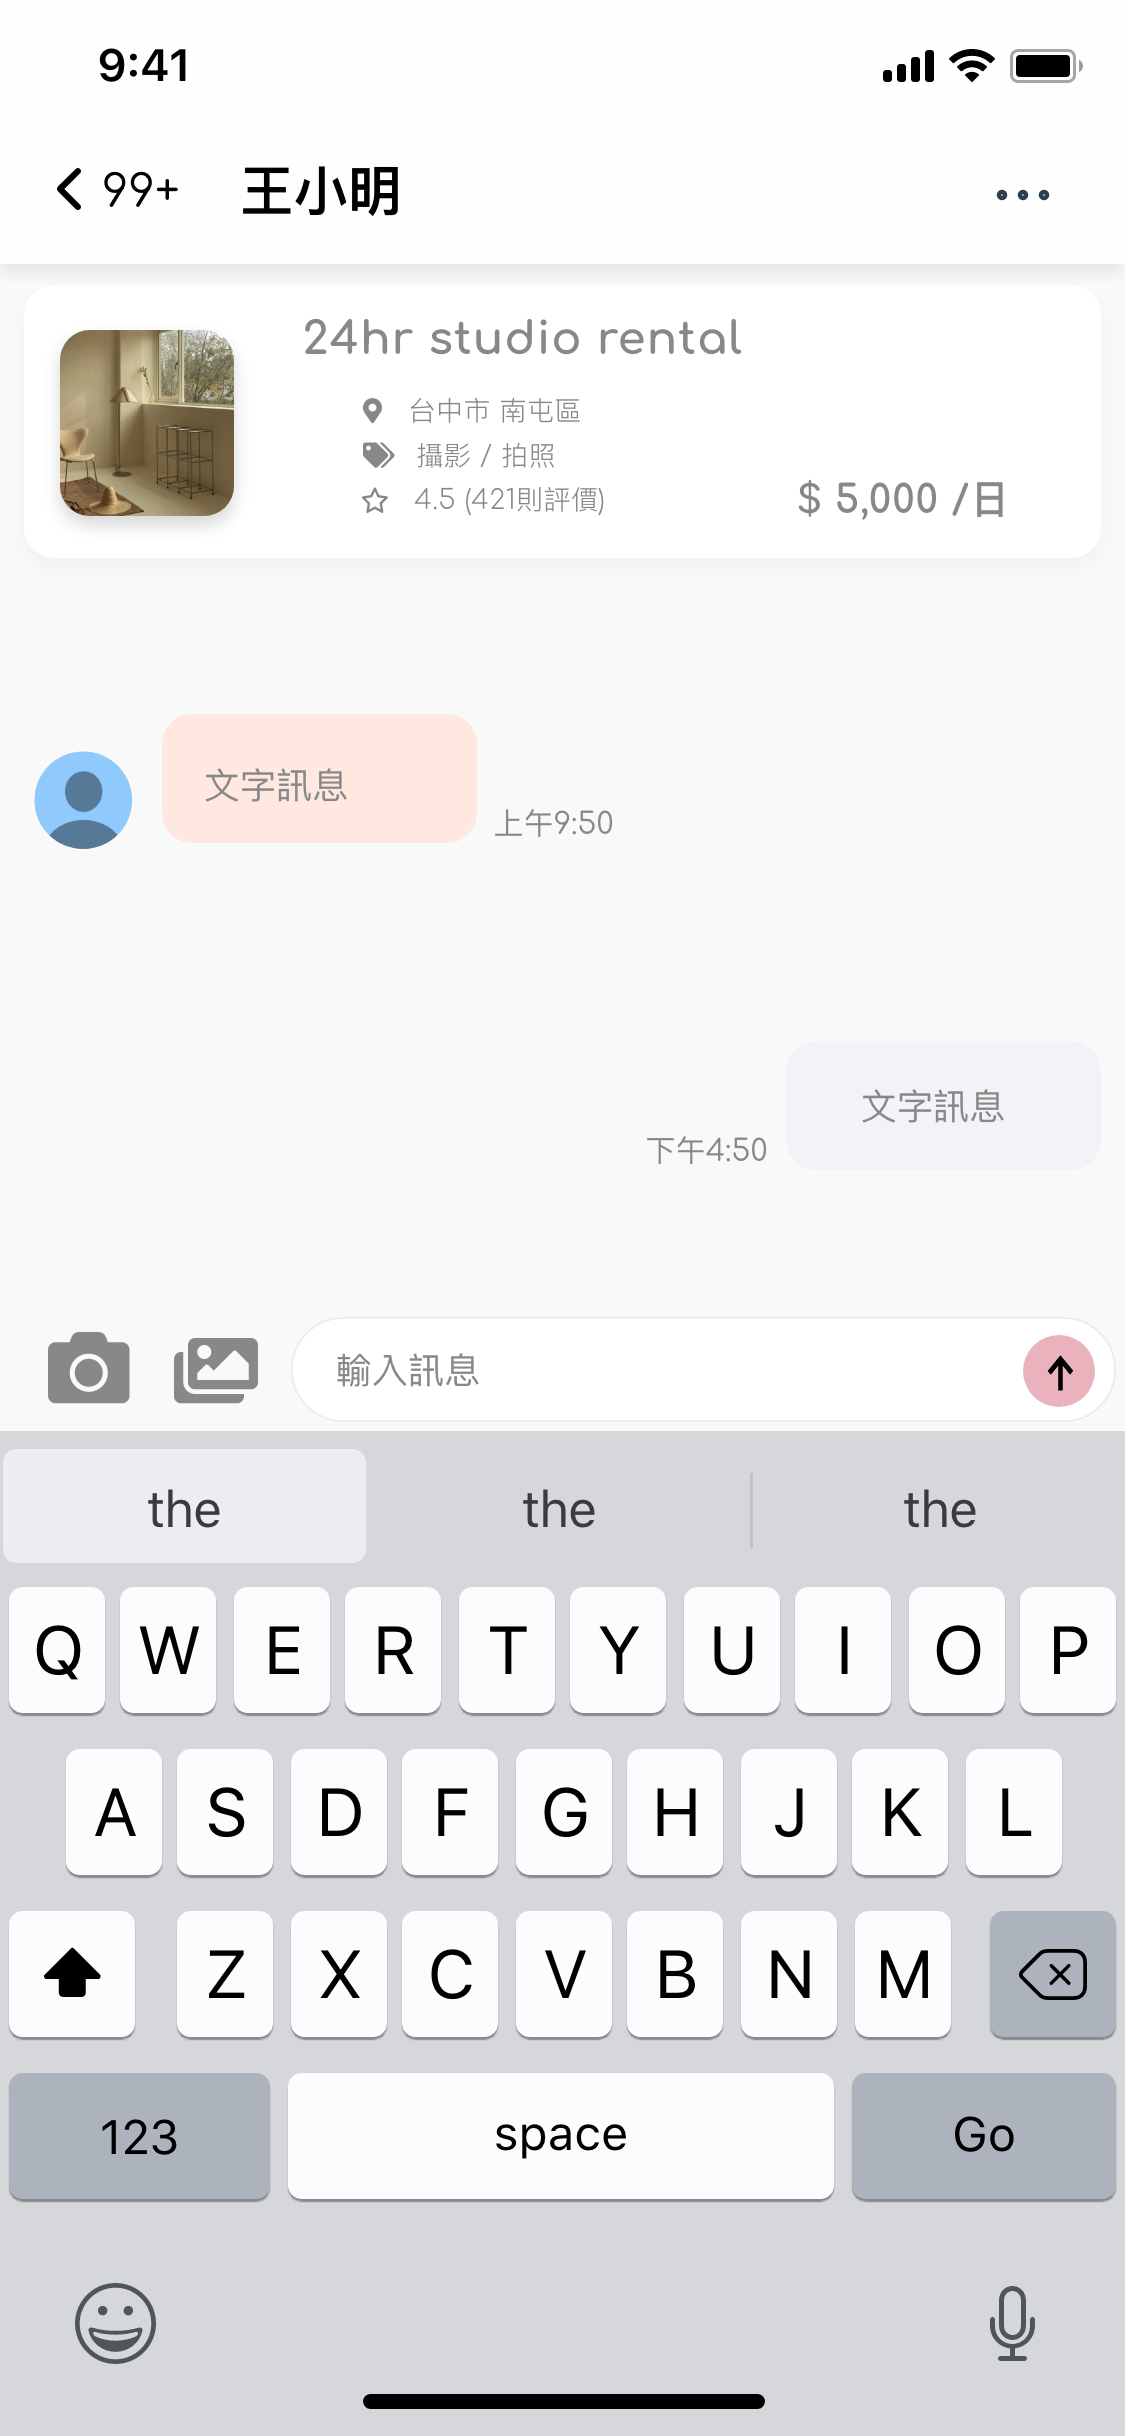 9:41
99+ 王小明
24hr studio rental
台中市 南屯區
攝影 / 拍照
4.5 (421則評價)
$ 5,000 /日
文字訊息
上午9:50
文字訊息
下午4:50
輸入訊息
the the the
Q W E R T Y U I O P
A S D F G H J K L
Z X C V B N M
123 space Go